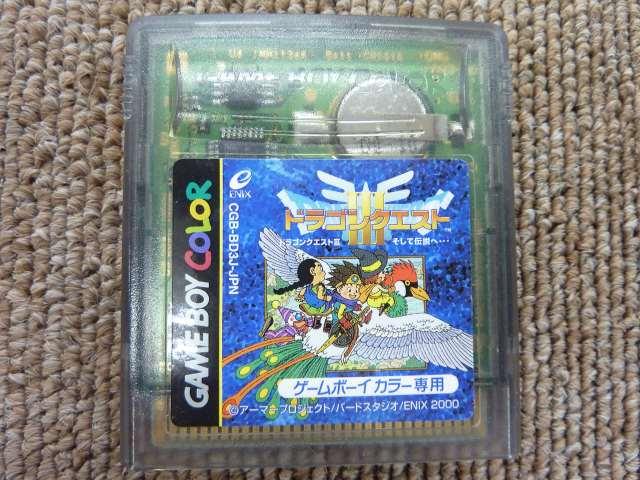 GAME BOY COLOR
ENIX
CGB-BD3J-JPN
III
ドラゴンクエスト
TM
ドラゴンクエストIII そして伝説へ…
ゲームボーイカラー専用
©アーマープロジェクト/バードスタジオ/ENIX 2000